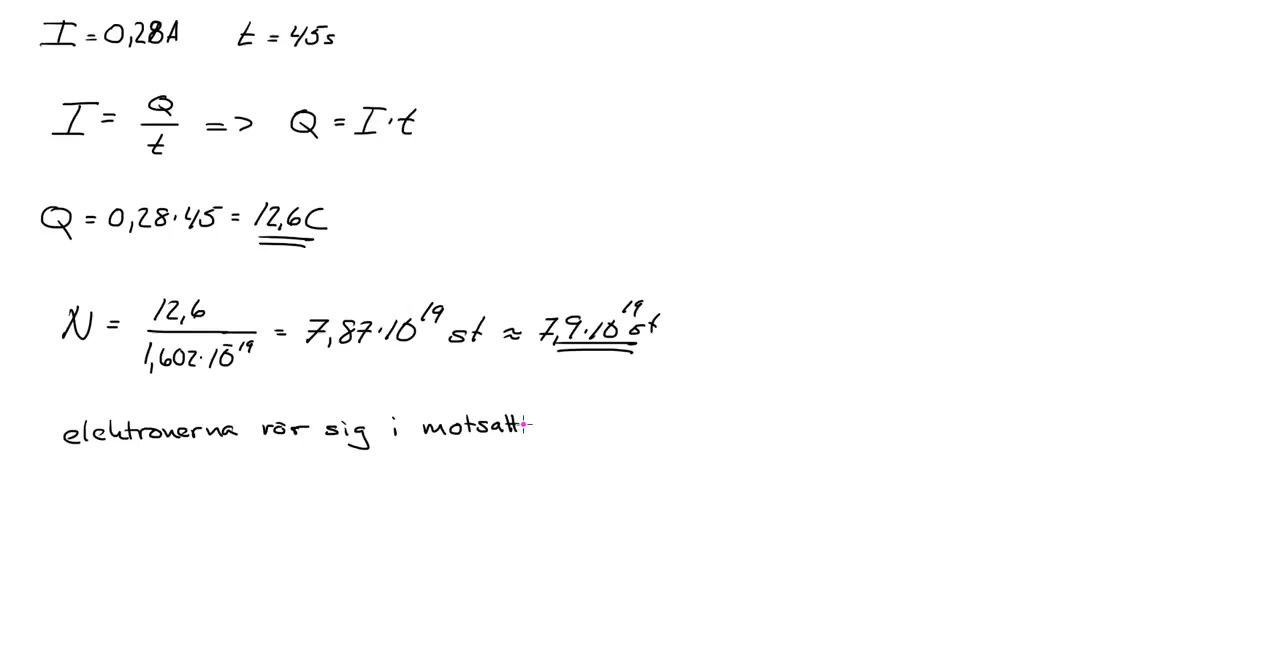 I = 0,28A t = 45s
I = Q/t => Q = I·t
Q = 0,28·45 = 12,6C
N = 12,6/1,602·10⁻¹⁹ = 7,87·10¹⁹ st ≈ 7,9·10¹⁹ st
elektronerna rör sig i motsatt